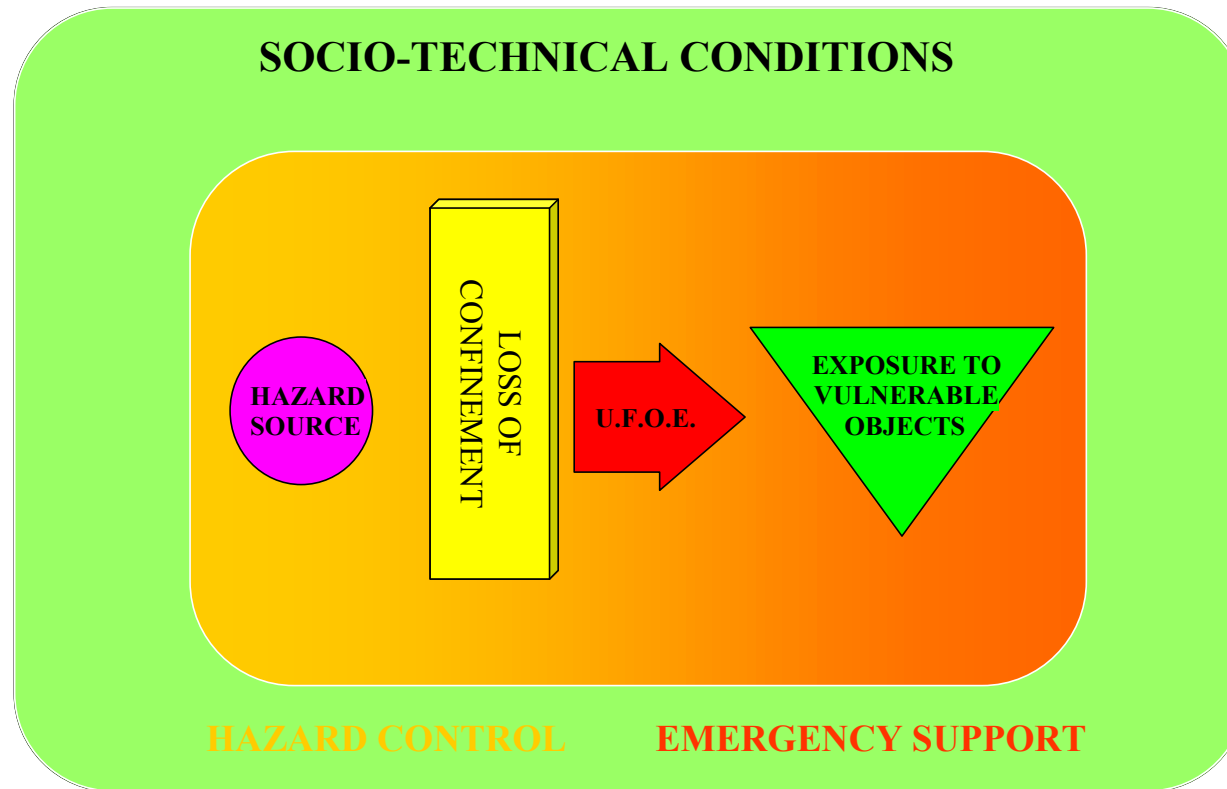 SOCIO-TECHNICAL CONDITIONS
HAZARD
SOURCE
LOSS OF
CONFINEMENT
U.F.O.E.
EXPOSURE TO
VULNERABLE
OBJECTS
HAZARD CONTROL
EMERGENCY SUPPORT